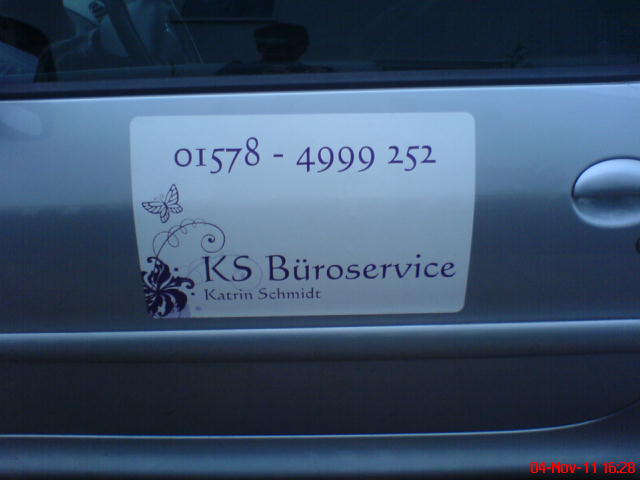 01578 - 4999 252
KS Büroservice
Katrin Schmidt
04-Nov-11 16:28